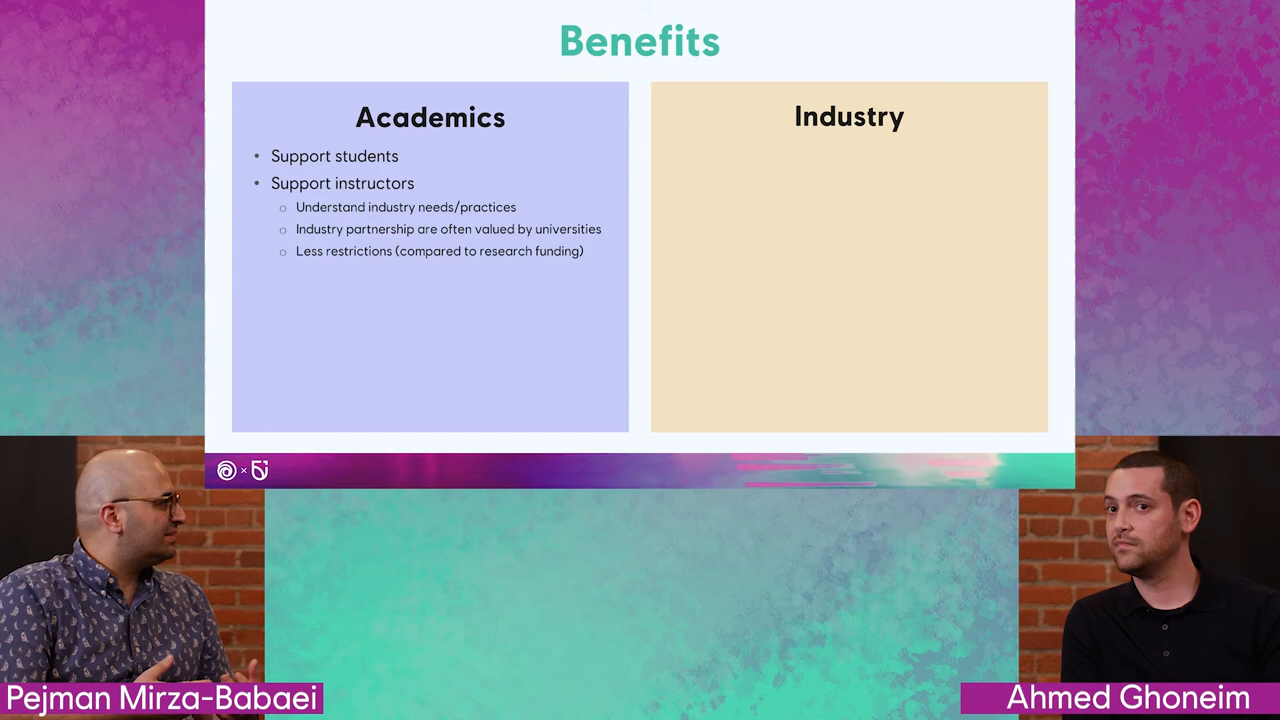 Benefits
Academics
• Support students
• Support instructors
○ Understand industry needs/practices
○ Industry partnership are often valued by universities
○ Less restrictions (compared to research funding)
Industry
×
Pejman Mirza-Babaei
Ahmed Ghoneim